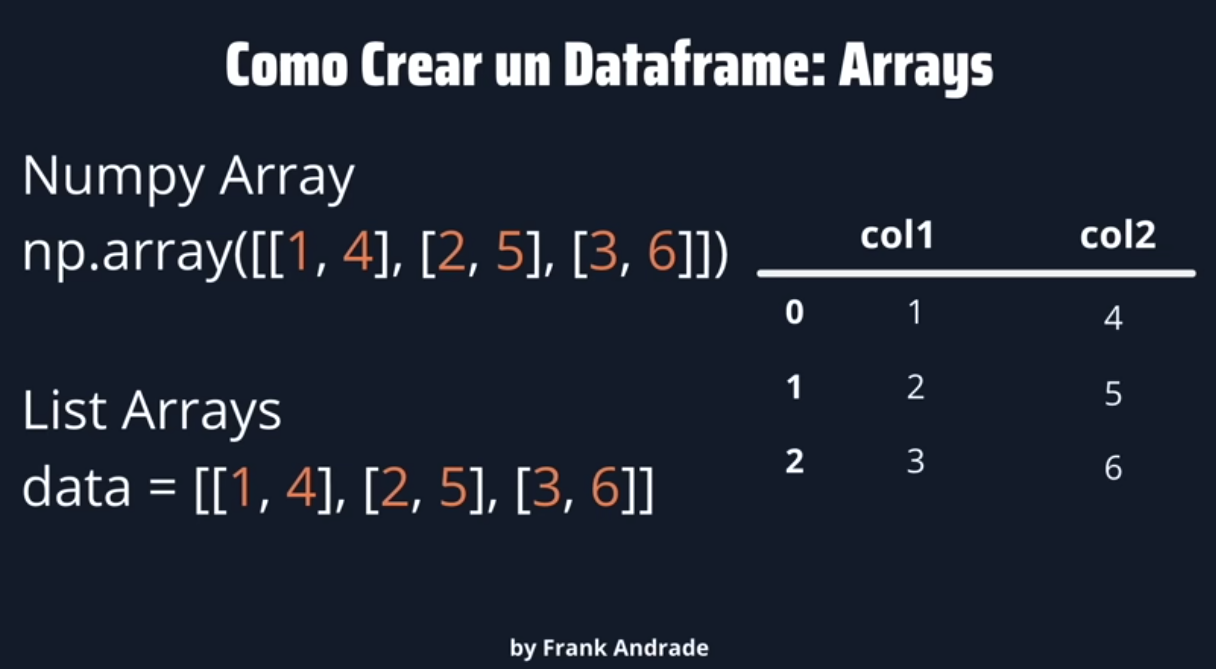 Como Crear un Dataframe: Arrays
Numpy Array
np.array([[1, 4], [2, 5], [3, 6]])
List Arrays
data = [[1, 4], [2, 5], [3, 6]]
col1 col2
0 1 4
1 2 5
2 3 6
by Frank Andrade